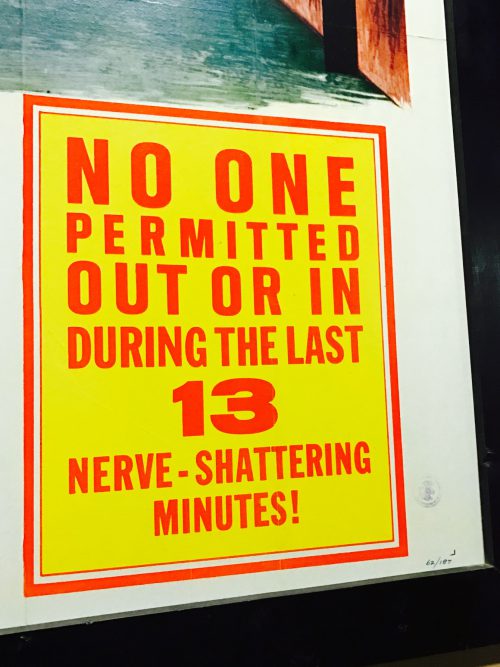 NO ONE
PERMITTED
OUT OR IN
DURING THE LAST
13
NERVE-SHATTERING
MINUTES!